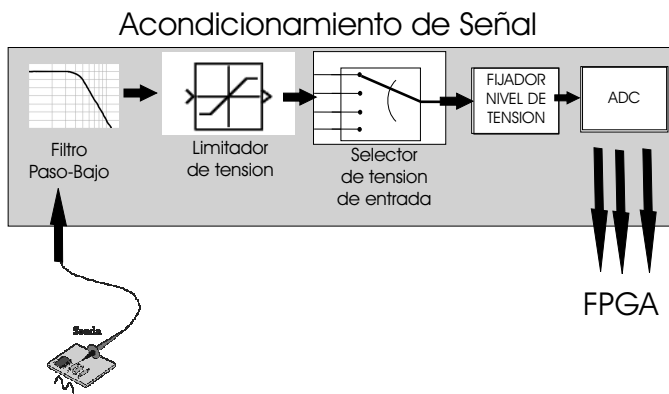 Acondicionamiento de Señal
Filtro
Paso-Bajo
Limitador
de tension
Selector
de tension
de entrada
FIJADOR
NIVEL DE
TENSION
ADC
FPGA
Sonda